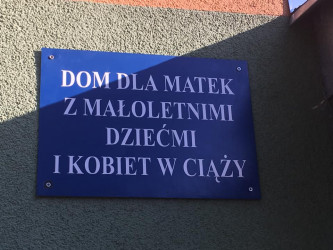 DOM DLA MATEK
Z MAŁOLETNIMI
DZIEĆMI
I KOBIET W CIĄŻY